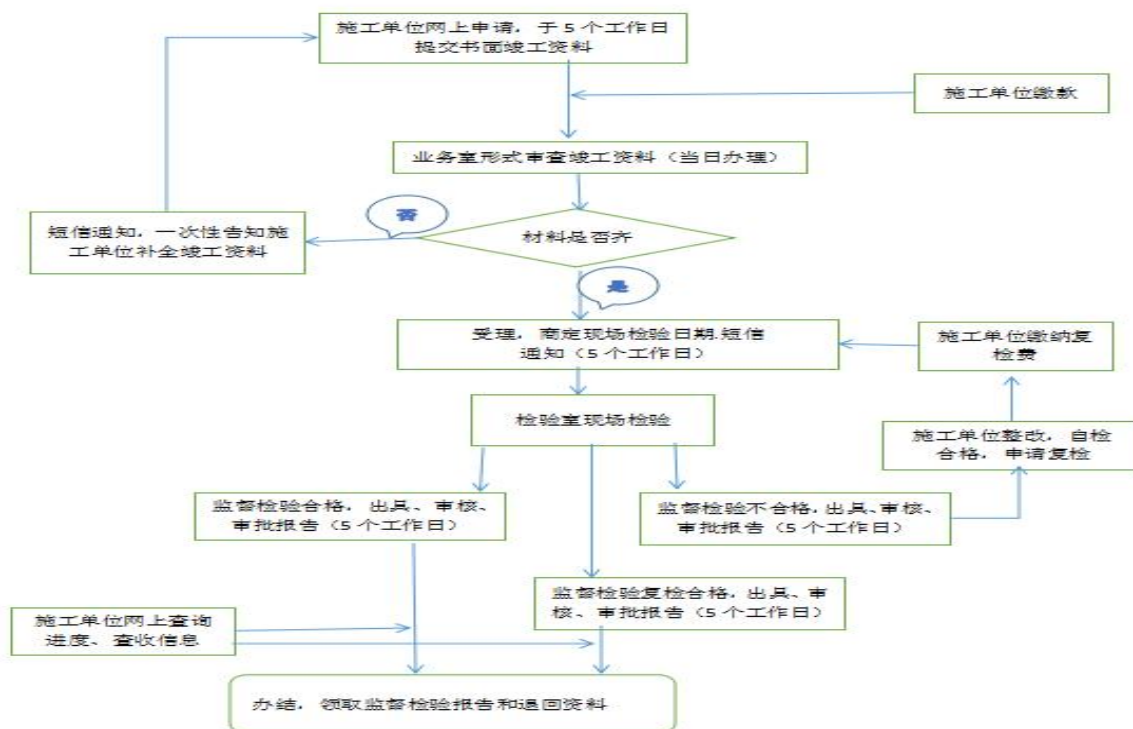 施工单位网上申请，于5个工作日
提交书面竣工资料
施工单位缴款
业务室形式审查竣工资料（当日办理）
否
短信通知，一次性告知施
工单位补全竣工资料
材料是否齐
是
受理，商定现场检验日期.短信
通知（5个工作日）
施工单位缴纳复
检费
检验室现场检验
施工单位整改，自检
合格，申请复检
监督检验合格，出具、审核、
审批报告（5个工作日）
监督检验不合格，出具、审核、
审批报告（5个工作日）
监督检验复检合格，出具、审
核、审批报告（5个工作日）
施工单位网上查询
进度、查收信息
办结，领取监督检验报告和退回资料